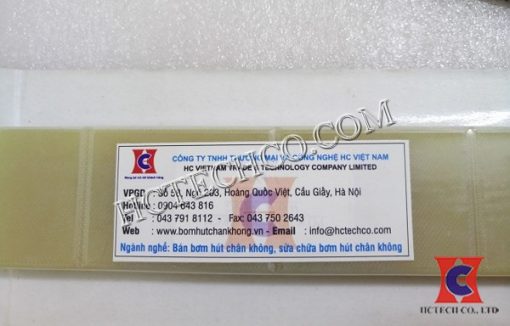 CÔNG TY TNHH THƯƠNG MẠI VÀ CÔNG NGHỆ HC VIỆT NAM
HC VIETNAM TRADE TECHNOLOGY COMPANY LIMITED
VPGD : Số 50, Ngõ 293, Hoàng Quốc Việt, Cầu Giấy, Hà Nội
Hotline : 0904 643 816
Tel : 043 791 8112 - Fax: 043 750 2643
Web : www.bomhutchankhong.vn - Email : info@hctechco.com
Ngành nghề: Bán bơm hút chân không, sửa chữa bơm hút chân không
HCTECHCO.COM
HCTECH CO., LTD